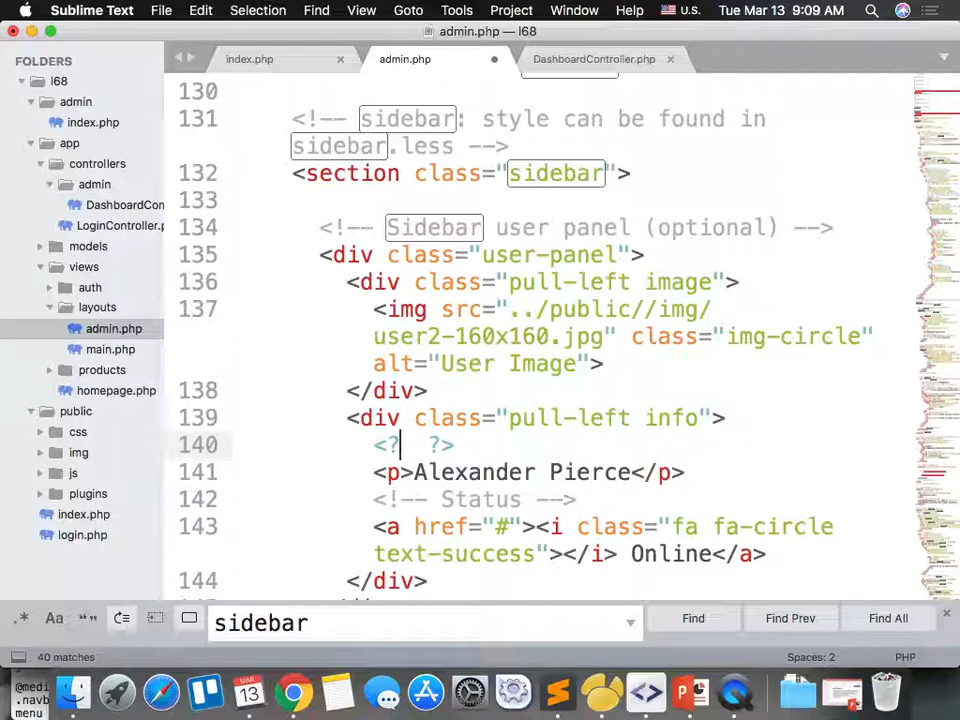 Sublime Text File Edit Selection Find View Goto Tools Project Window Help U.S. Tue Mar 13 9:09 AM
admin.php — l68
FOLDERS
l68
admin
index.php
app
controllers
admin
DashboardCon
LoginController.p
models
views
auth
layouts
admin.php
main.php
products
homepage.php
public
css
img
js
plugins
index.php
login.php
index.php × admin.php DashboardController.php ×
130
131 <!-- sidebar: style can be found in
sidebar.less -->
132 <section class="sidebar">
133
134 <!-- Sidebar user panel (optional) -->
135 <div class="user-panel">
136 <div class="pull-left image">
137 <img src="../public//img/
user2-160x160.jpg" class="img-circle"
alt="User Image">
138 </div>
139 <div class="pull-left info">
140 <? ?>
141 <p>Alexander Pierce</p>
142 <!-- Status -->
143 <a href="#"><i class="fa fa-circle
text-success"></i> Online</a>
144 </div>
.* Aa “” sidebar Find Find Prev Find All ×
40 matches Spaces: 2 PHP
@medi
.navb
menu
MAR
13